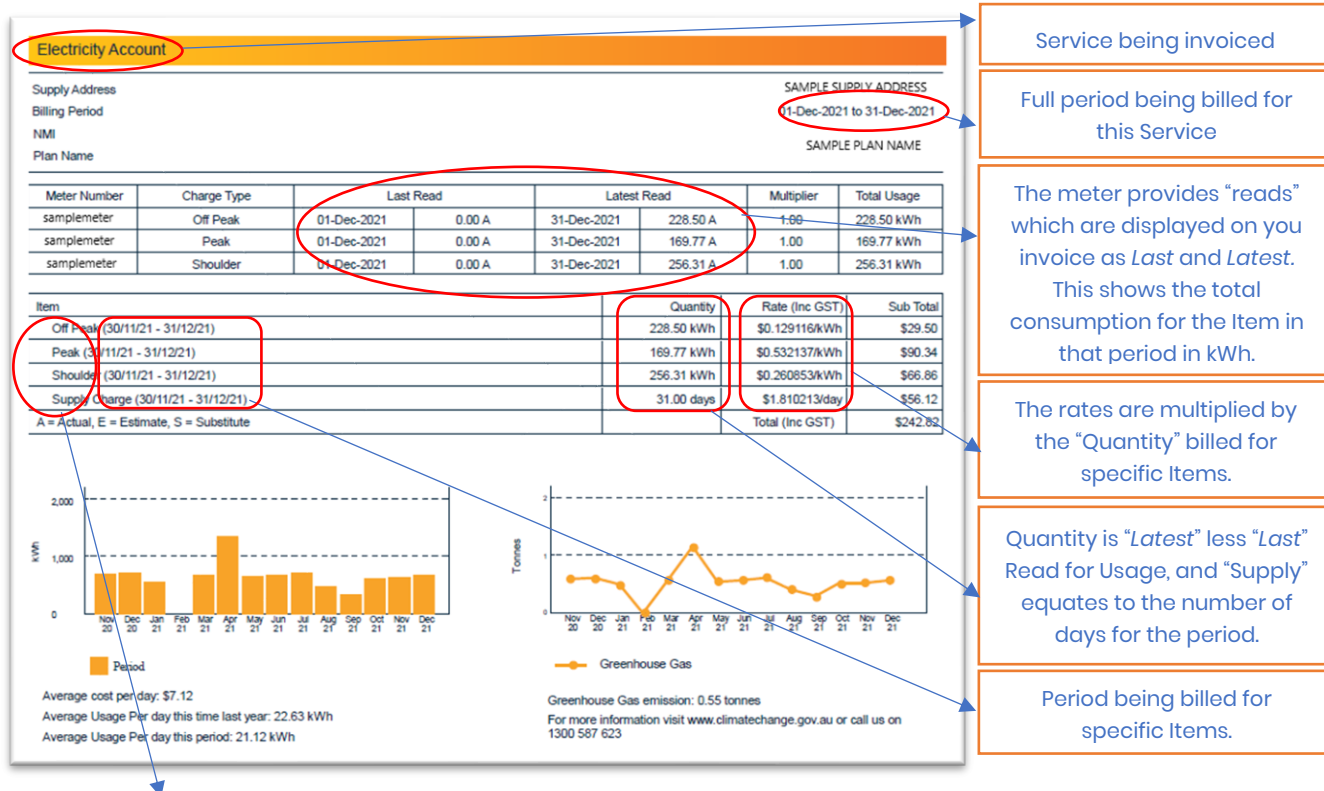 Electricity Account
Supply Address SAMPLE SUPPLY ADDRESS
Billing Period 01-Dec-2021 to 31-Dec-2021
NMI
Plan Name SAMPLE PLAN NAME
Meter Number Charge Type Last Read Latest Read Multiplier Total Usage
samplemeter Off Peak 01-Dec-2021 0.00 A 31-Dec-2021 228.50 A 1.00 228.50 kWh
samplemeter Peak 01-Dec-2021 0.00 A 31-Dec-2021 169.77 A 1.00 169.77 kWh
samplemeter Shoulder 01-Dec-2021 0.00 A 31-Dec-2021 256.31 A 1.00 256.31 kWh
Item Quantity Rate (Inc GST) Sub Total
Off Peak (30/11/21 - 31/12/21) 228.50 kWh $0.129116/kWh $29.50
Peak (30/11/21 - 31/12/21) 169.77 kWh $0.532137/kWh $90.34
Shoulder (30/11/21 - 31/12/21) 256.31 kWh $0.260853/kWh $66.86
Supply Charge (30/11/21 - 31/12/21) 31.00 days $1.810213/day $56.12
A = Actual, E = Estimate, S = Substitute Total (Inc GST) $242.82
2,000
1,000
0
kWh
Nov Dec Jan Feb Mar Apr May Jun Jul Aug Sep Oct Nov Dec
20 20 21 21 21 21 21 21 21 21 21 21 21 21
Period
2
1
0
Tonnes
Nov Dec Jan Feb Mar Apr May Jun Jul Aug Sep Oct Nov Dec
20 20 21 21 21 21 21 21 21 21 21 21 21 21
Greenhouse Gas
Average cost per day: $7.12
Average Usage Per day this time last year: 22.63 kWh
Average Usage Per day this period: 21.12 kWh
Greenhouse Gas emission: 0.55 tonnes
For more information visit www.climatechange.gov.au or call us on
1300 587 623
Service being invoiced
Full period being billed for
this Service
The meter provides “reads”
which are displayed on you
invoice as Last and Latest.
This shows the total
consumption for the Item in
that period in kWh.
The rates are multiplied by
the “Quantity” billed for
specific Items.
Quantity is “Latest” less “Last”
Read for Usage, and “Supply”
equates to the number of
days for the period.
Period being billed for
specific Items.